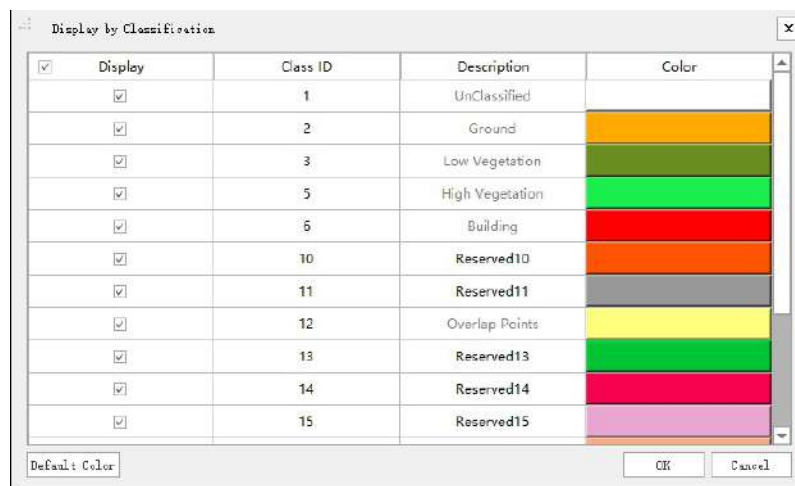 Display by Classification
Display Class ID Description Color
1 UnClassified
2 Ground
3 Low Vegetation
5 High Vegetation
6 Building
10 Reserved10
11 Reserved11
12 Overlap Points
13 Reserved13
14 Reserved14
15 Reserved15
Default Color OK Cancel